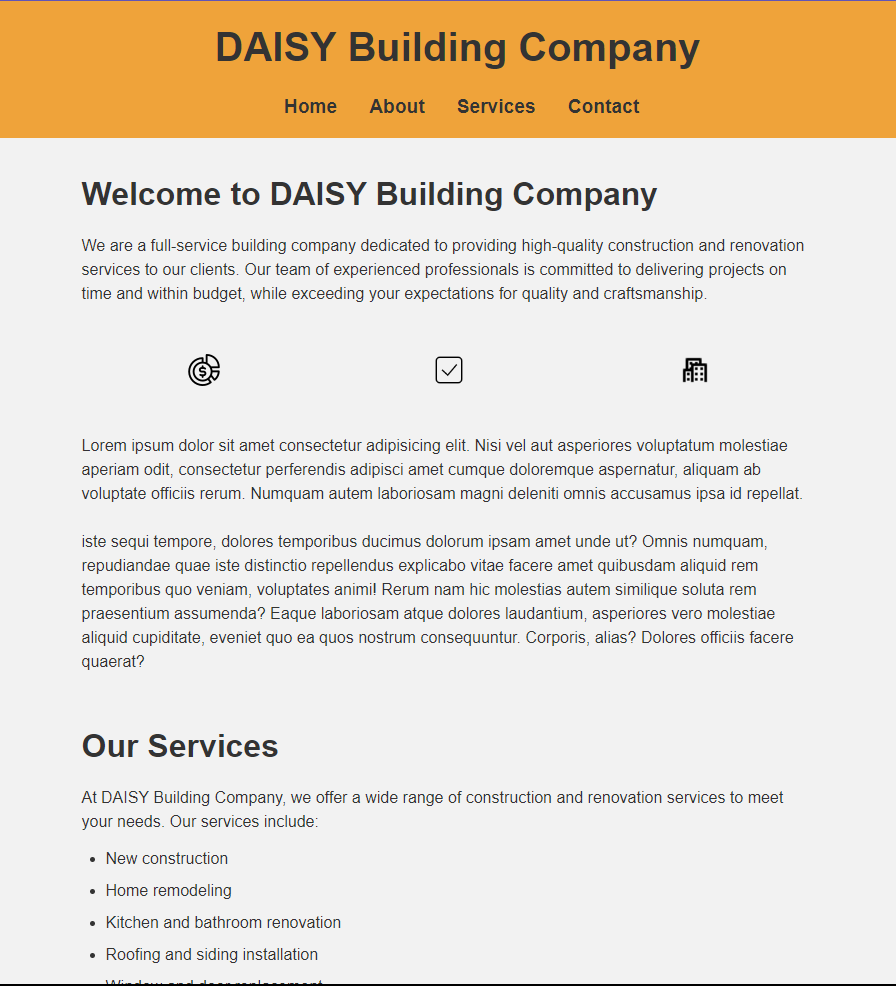 DAISY Building Company
Home About Services Contact
Welcome to DAISY Building Company
We are a full-service building company dedicated to providing high-quality construction and renovation
services to our clients. Our team of experienced professionals is committed to delivering projects on
time and within budget, while exceeding your expectations for quality and craftsmanship.
$
Lorem ipsum dolor sit amet consectetur adipisicing elit. Nisi vel aut asperiores voluptatum molestiae
aperiam odit, consectetur perferendis adipisci amet cumque doloremque aspernatur, aliquam ab
voluptate officiis rerum. Numquam autem laboriosam magni deleniti omnis accusamus ipsa id repellat.
iste sequi tempore, dolores temporibus ducimus dolorum ipsam amet unde ut? Omnis numquam,
repudiandae quae iste distinctio repellendus explicabo vitae facere amet quibusdam aliquid rem
temporibus quo veniam, voluptates animi! Rerum nam hic molestias autem similique soluta rem
praesentium assumenda? Eaque laboriosam atque dolores laudantium, asperiores vero molestiae
aliquid cupiditate, eveniet quo ea quos nostrum consequuntur. Corporis, alias? Dolores officiis facere
quaerat?
Our Services
At DAISY Building Company, we offer a wide range of construction and renovation services to meet
your needs. Our services include:
• New construction
• Home remodeling
• Kitchen and bathroom renovation
• Roofing and siding installation
Window and door replacement